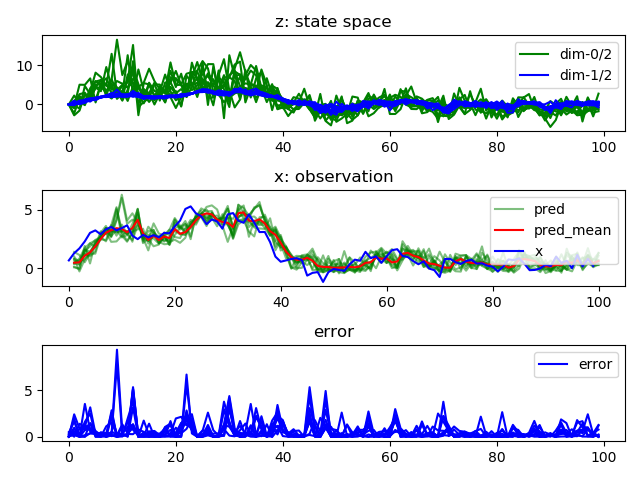 z: state space
10
0
dim-0/2
dim-1/2
0 20 40 60 80 100
x: observation
5
0
pred
pred_mean
x
0 20 40 60 80 100
error
5
0
error
0 20 40 60 80 100